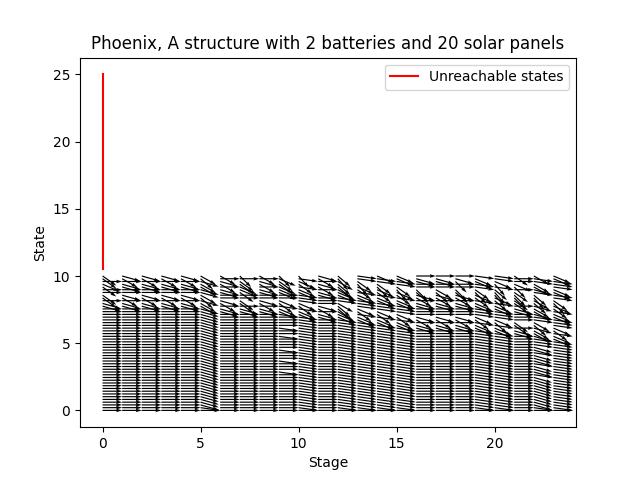 Phoenix, A structure with 2 batteries and 20 solar panels
Unreachable states
25
20
15
10
5
0
State
0 5 10 15 20
Stage